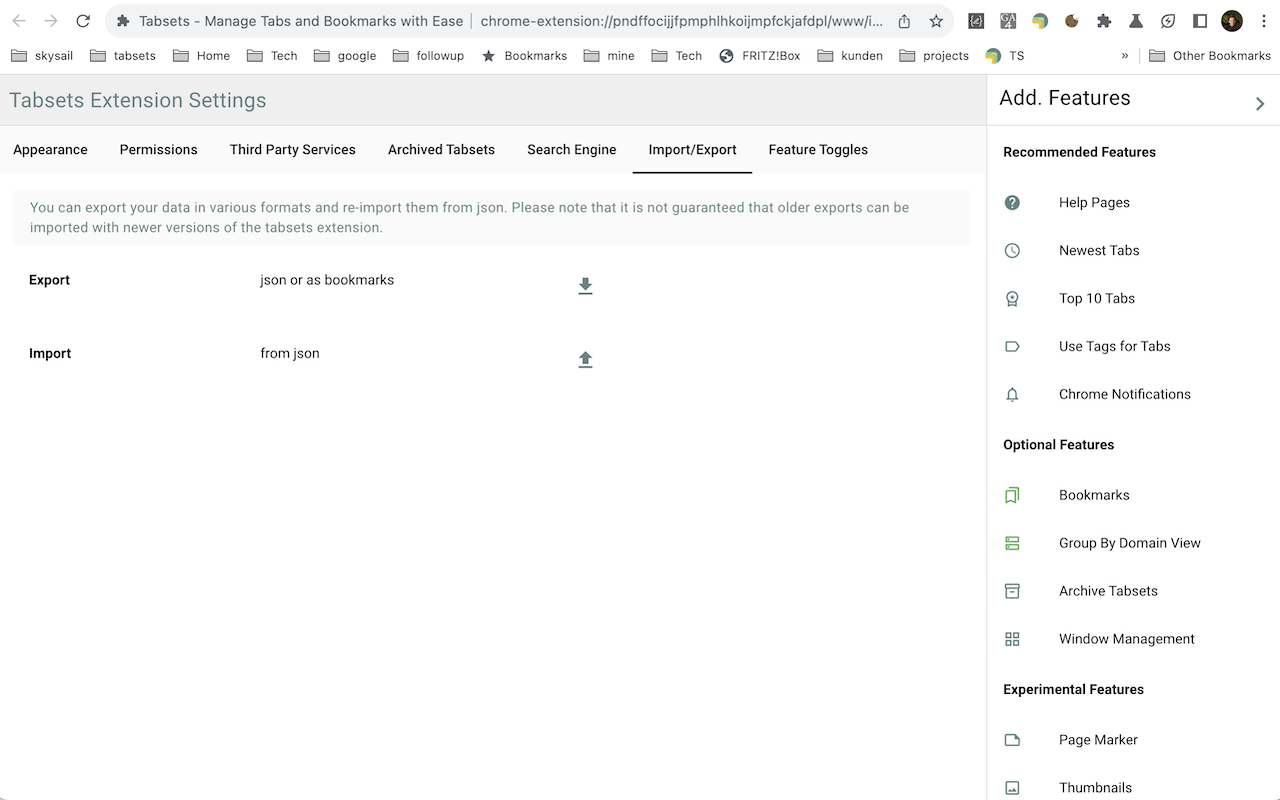 Tabsets - Manage Tabs and Bookmarks with Ease | chrome-extension://pndffocijjfpmphlhkoijmpfckjafdpl/www/i...
skysail tabsets Home Tech google followup Bookmarks mine Tech FRITZ!Box kunden projects TS » Other Bookmarks
Tabsets Extension Settings
Appearance Permissions Third Party Services Archived Tabsets Search Engine Import/Export Feature Toggles
You can export your data in various formats and re-import them from json. Please note that it is not guaranteed that older exports can be
imported with newer versions of the tabsets extension.
Export json or as bookmarks
Import from json
Add. Features
Recommended Features
Help Pages
Newest Tabs
Top 10 Tabs
Use Tags for Tabs
Chrome Notifications
Optional Features
Bookmarks
Group By Domain View
Archive Tabsets
Window Management
Experimental Features
Page Marker
Thumbnails